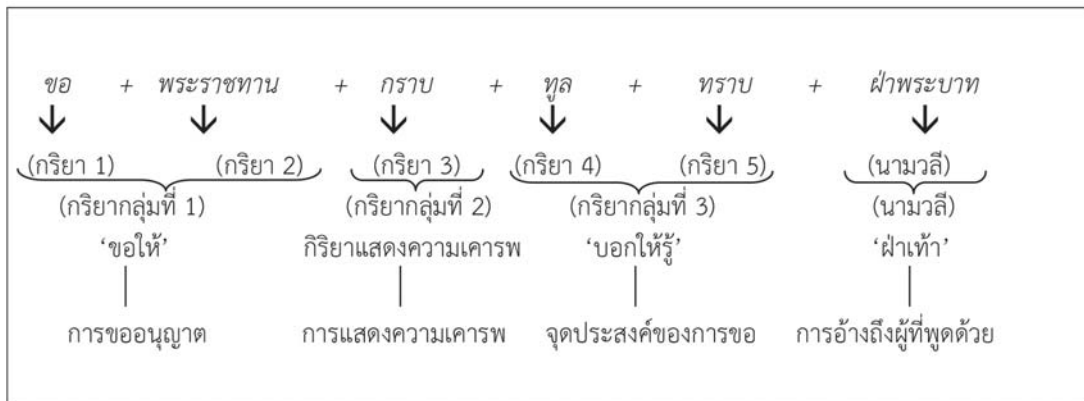 ขอ + พระราชทาน + กราบ + ทูล + ทราบ + ฝ่าพระบาท
(กริยา 1) (กริยา 2) (กริยา 3) (กริยา 4) (กริยา 5) (นามวลี)
(กริยากลุ่มที่ 1) (กริยากลุ่มที่ 2) (กริยากลุ่มที่ 3) (นามวลี)
‘ขอให้’ กิริยาแสดงความเคารพ ‘บอกให้รู้’ ‘ฝ่าเท้า’
การขออนุญาต การแสดงความเคารพ จุดประสงค์ของการขอ การอ้างถึงผู้ที่พูดด้วย